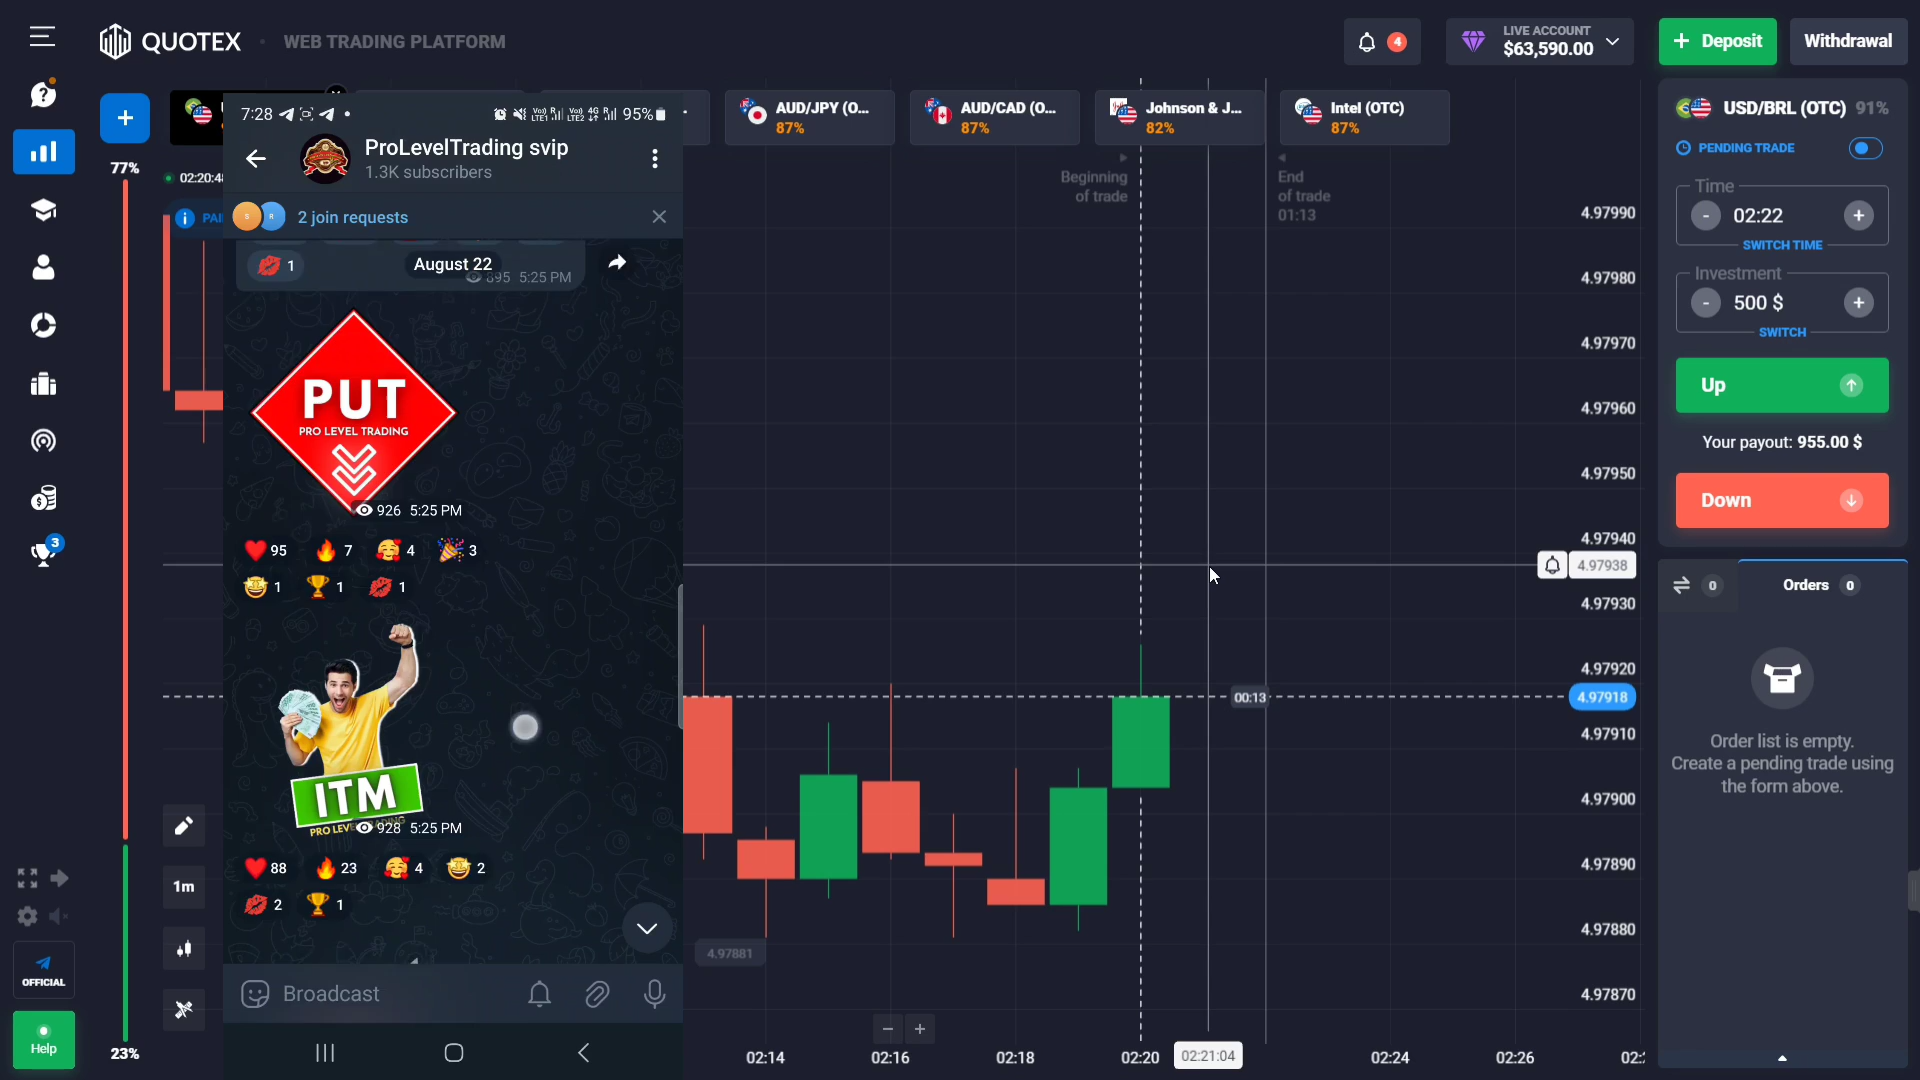 QUOTEX
WEB TRADING PLATFORM
4
LIVE ACCOUNT
$63,590.00
Deposit
Withdrawal
7:28
95%
ProLevelTrading svip
1.3K subscribers
2 join requests
1
August 22
895 5:25 PM
PUT
PRO LEVEL TRADING
926 5:25 PM
95 7 4 3
1 1 1
ITM
928 5:25 PM
88 23 4 2
2 1
Broadcast
77%
02:20:48
23%
3
1m
OFFICIAL
Help
AUD/JPY (O...
87%
AUD/CAD (O...
87%
Johnson & J...
82%
Intel (OTC)
87%
Beginning
of trade
End
of trade
01:13
4.97990
4.97980
4.97970
4.97960
4.97950
4.97940
4.97938
4.97930
4.97920
00:13
4.97918
4.97910
4.97900
4.97890
4.97880
4.97881
4.97870
02:14
02:16
02:18
02:20
02:21:04
02:24
02:26
USD/BRL (OTC) 91%
PENDING TRADE
Time
- 02:22 +
SWITCH TIME
Investment
- 500 $ +
SWITCH
Up
Your payout: 955.00 $
Down
0
Orders 0
Order list is empty.
Create a pending trade using
the form above.